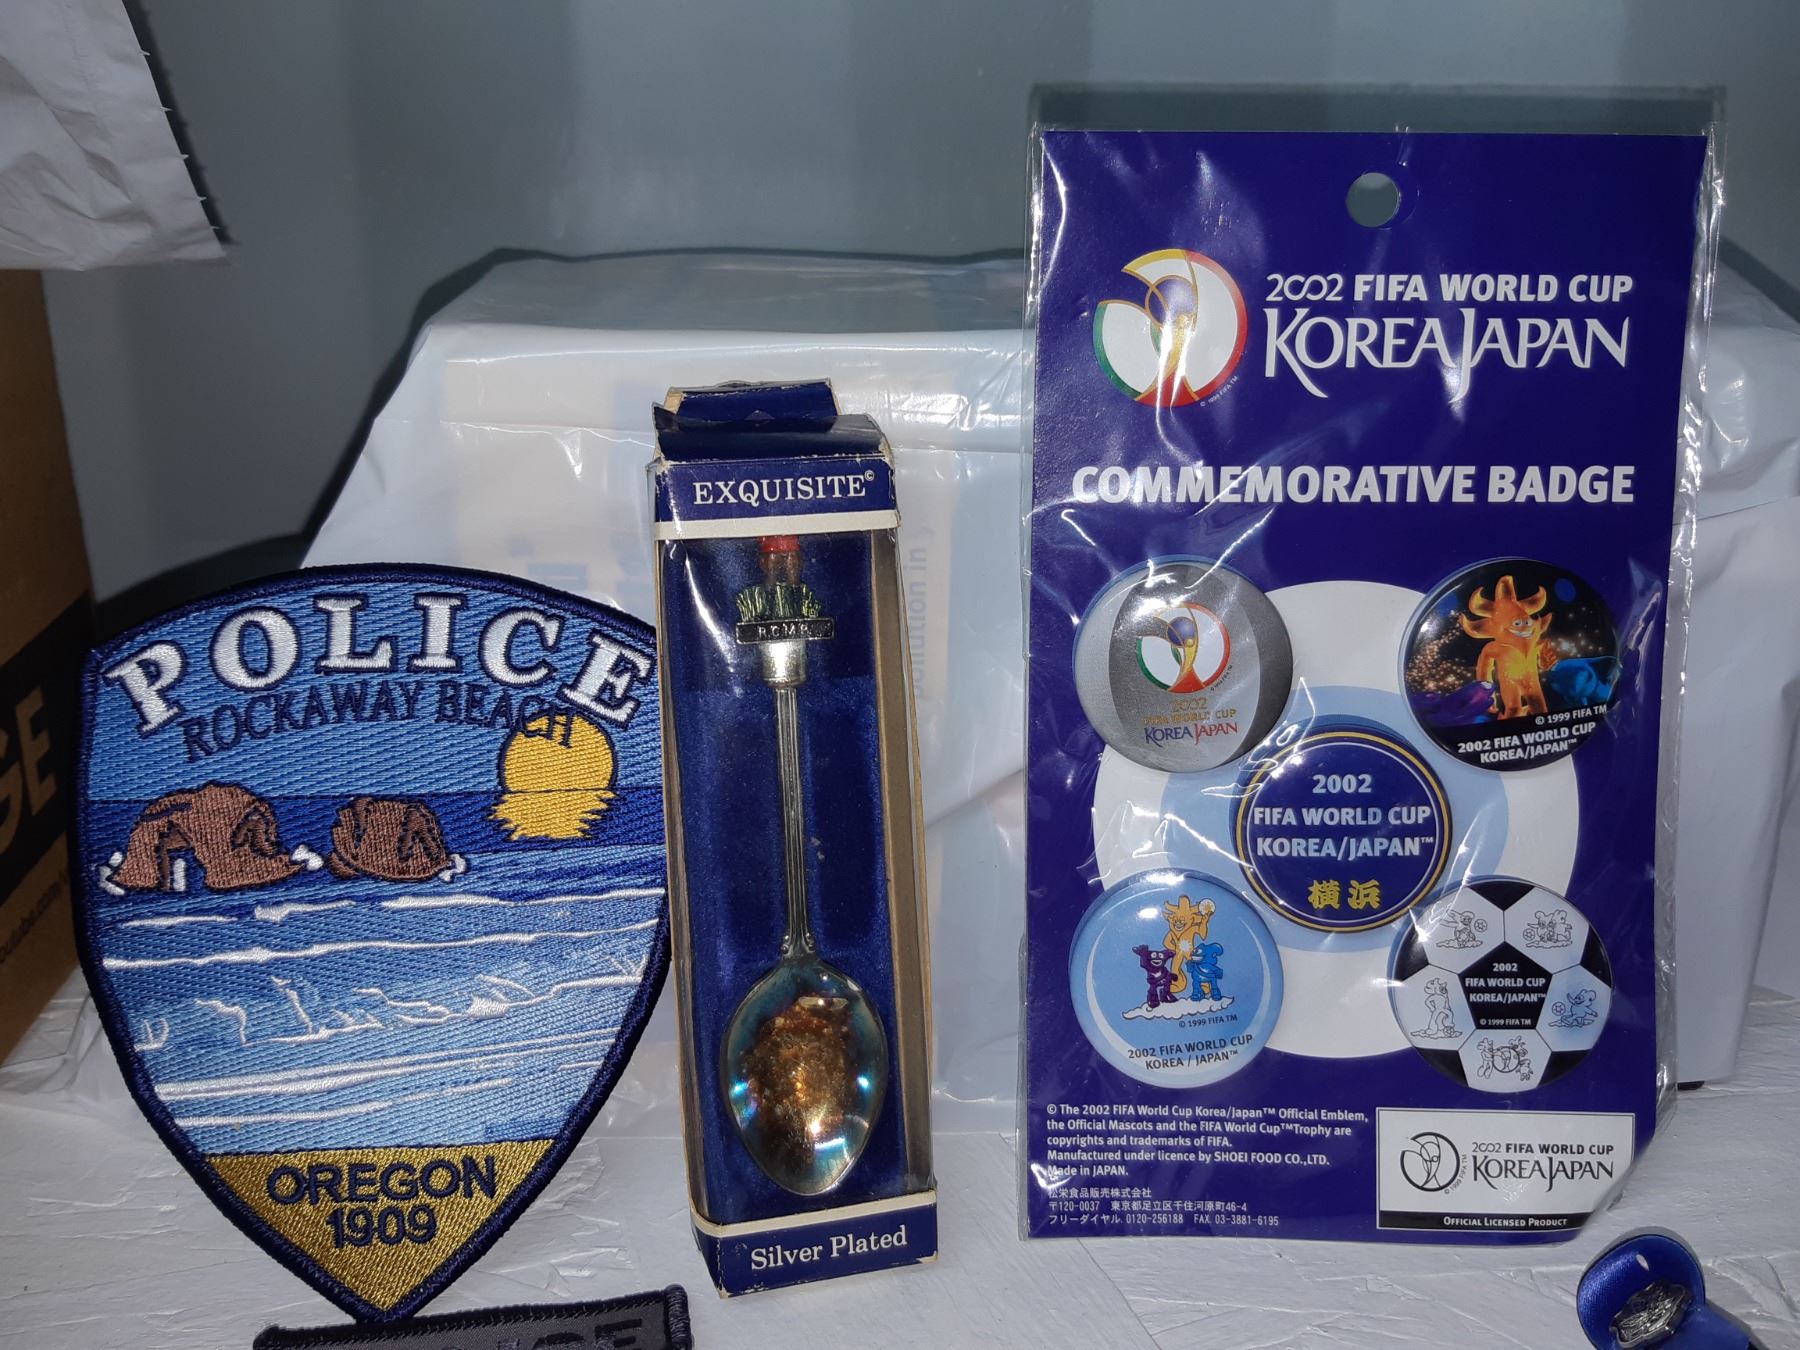 POLICE
ROCKAWAY BEACH
OREGON
1909
EXQUISITE©
R.C.M.P.
Silver Plated
2002 FIFA WORLD CUP
KOREA JAPAN
© 1999 FIFA TM
COMMEMORATIVE BADGE
2002
FIFA WORLD CUP
KOREA JAPAN
© 1999 FIFA TM
2002 FIFA WORLD CUP
KOREA/JAPAN™
2002
FIFA WORLD CUP
KOREA/JAPAN™
横浜
© 1999 FIFA TM
2002 FIFA WORLD CUP
KOREA / JAPAN™
2002
FIFA WORLD CUP
KOREA/JAPAN™
© 1999 FIFA TM
© The 2002 FIFA World Cup Korea/Japan™ Official Emblem,
the Official Mascots and the FIFA World Cup™Trophy are
copyrights and trademarks of FIFA.
Manufactured under licence by SHOEI FOOD CO.,LTD.
Made in JAPAN.
松栄食品販売株式会社
〒120-0037 東京都足立区千住河原町46-4
フリーダイヤル 0120-256188 FAX 03-3881-6195
2002 FIFA WORLD CUP
KOREA JAPAN
OFFICIAL LICENSED PRODUCT